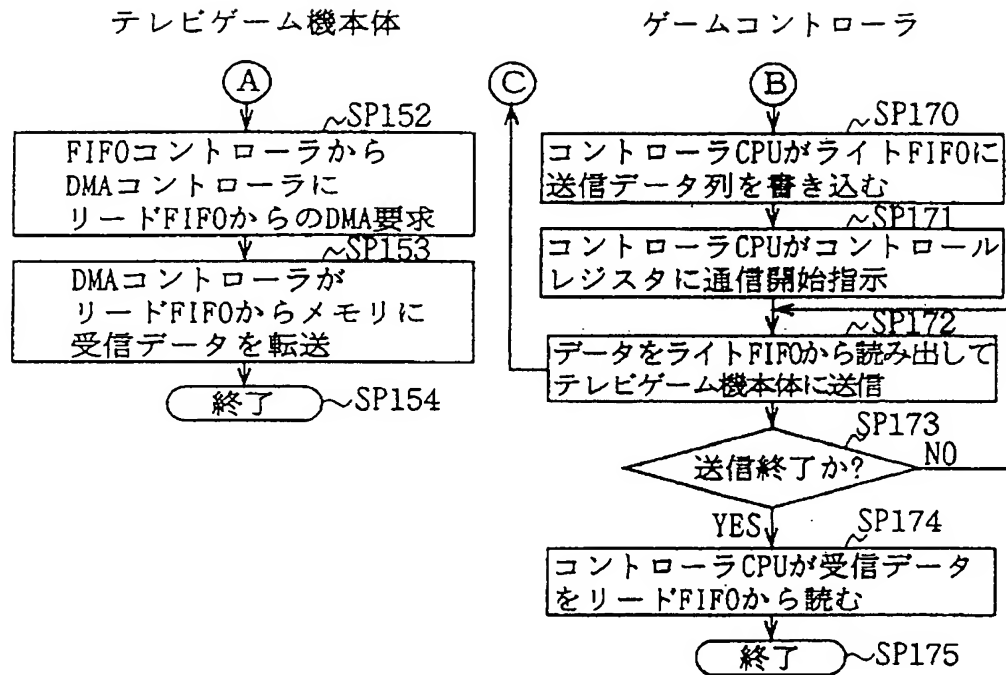 テレビゲーム機本体
A
SP152
FIFOコントローラから
DMAコントローラに
リードFIFOからのDMA要求
SP153
DMAコントローラが
リードFIFOからメモリに
受信データを転送
終了
SP154
C
ゲームコントローラ
B
SP170
コントローラCPUがライトFIFOに
送信データ列を書き込む
SP171
コントローラCPUがコントロール
レジスタに通信開始指示
SP172
データをライトFIFOから読み出して
テレビゲーム機本体に送信
SP173
送信終了か?
NO
YES
SP174
コントローラCPUが受信データ
をリードFIFOから読む
終了
SP175